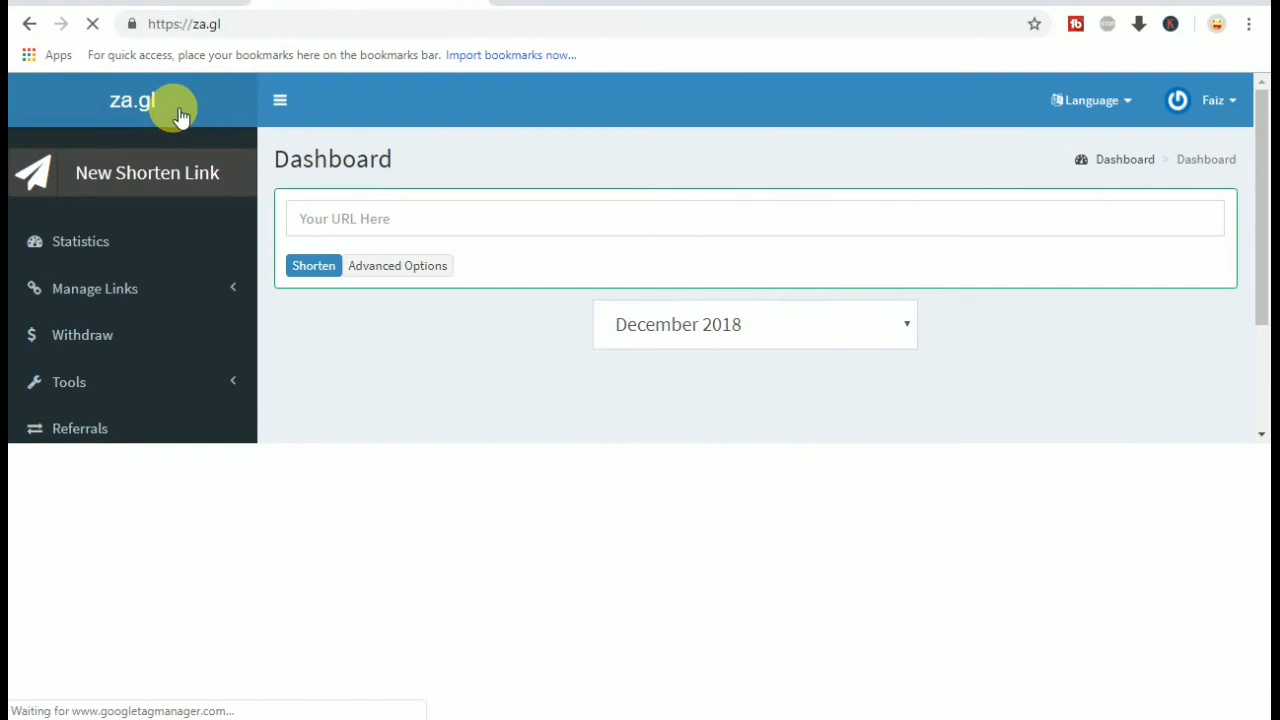 https://za.gl
Apps For quick access, place your bookmarks here on the bookmarks bar. Import bookmarks now...
za.gl
Language
Faiz
New Shorten Link
Dashboard
Dashboard > Dashboard
Your URL Here
Statistics
Shorten
Advanced Options
Manage Links
December 2018
Withdraw
Tools
Referrals
Waiting for www.googletagmanager.com...